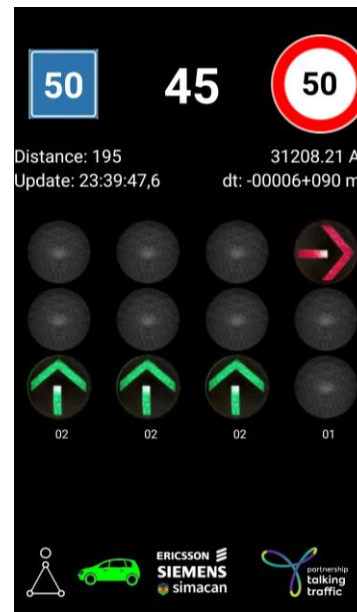 50 45 50
Distance: 195 31208.21 A
Update: 23:39:47,6 dt: -00006+090 m
02 02 02 01
ERICSSON
SIEMENS
simacan
partnership
talking
traffic